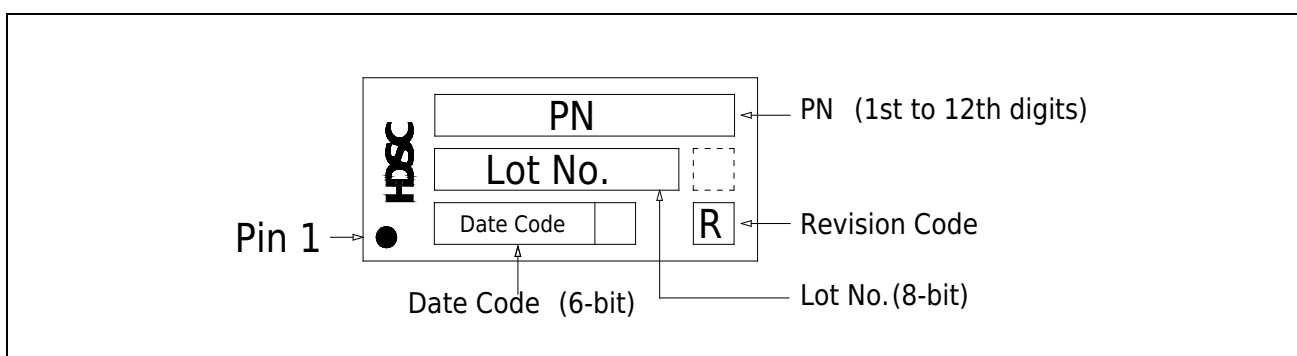 PN
PN (1st to 12th digits)
HDSC
Lot No.
Date Code
R
Revision Code
Pin 1
Date Code (6-bit)
Lot No.(8-bit)